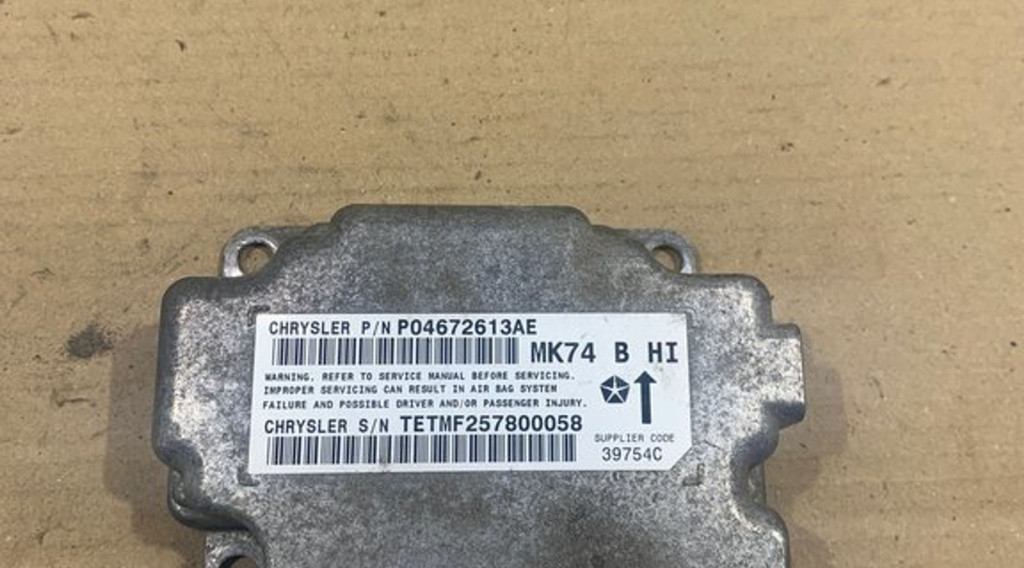 CHRYSLER P/N P04672613AE
MK74 B HI
WARNING. REFER TO SERVICE MANUAL BEFORE SERVICING.
IMPROPER SERVICING CAN RESULT IN AIR BAG SYSTEM
FAILURE AND POSSIBLE DRIVER AND/OR PASSENGER INJURY.
CHRYSLER S/N TETMF257800058
SUPPLIER CODE
39754C